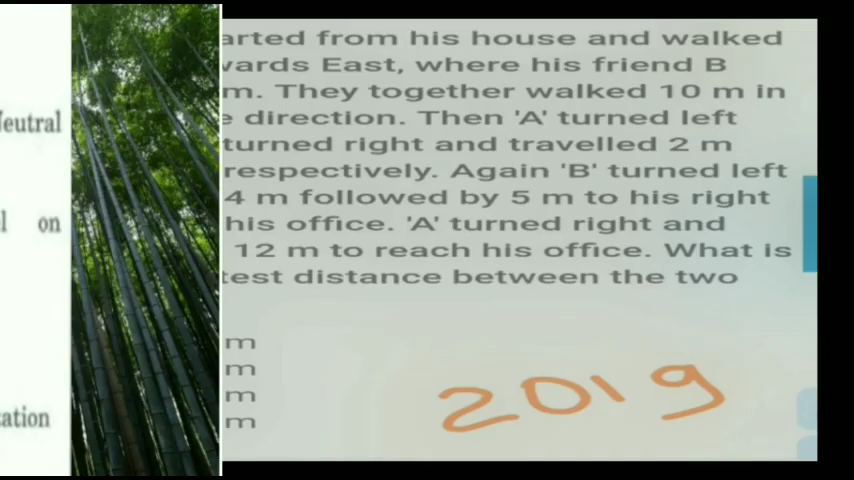 Neutral
on
arted from his house and walked
wards East, where his friend B
m. They together walked 10 m in
direction. Then 'A' turned left
turned right and travelled 2 m
respectively. Again 'B' turned left
4 m followed by 5 m to his right
his office. 'A' turned right and
12 m to reach his office. What is
test distance between the two
m
m
m
m
2019